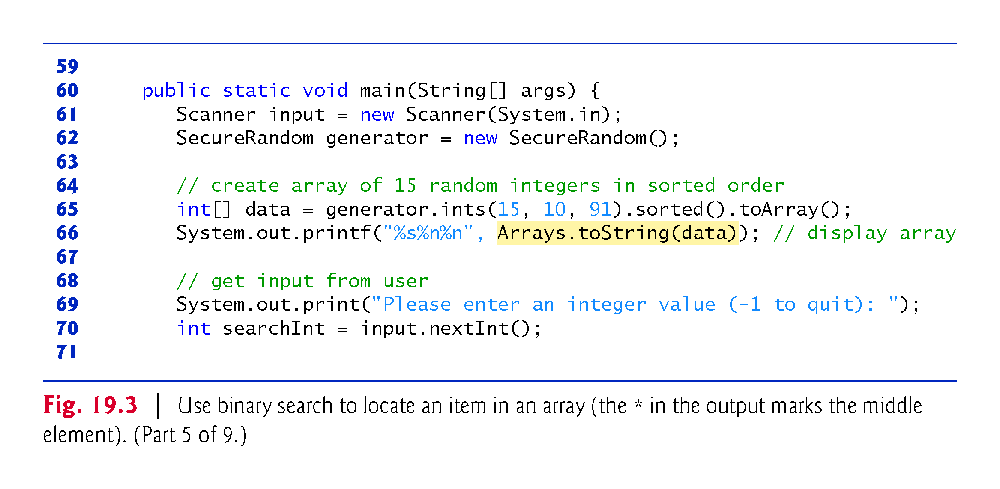 59
60 public static void main(String[] args) {
61 Scanner input = new Scanner(System.in);
62 SecureRandom generator = new SecureRandom();
63
64 // create array of 15 random integers in sorted order
65 int[] data = generator.ints(15, 10, 91).sorted().toArray();
66 System.out.printf("%s%n%n", Arrays.toString(data)); // display array
67
68 // get input from user
69 System.out.print("Please enter an integer value (-1 to quit): ");
70 int searchInt = input.nextInt();
71
Fig. 19.3 | Use binary search to locate an item in an array (the * in the output marks the middle
element). (Part 5 of 9.)